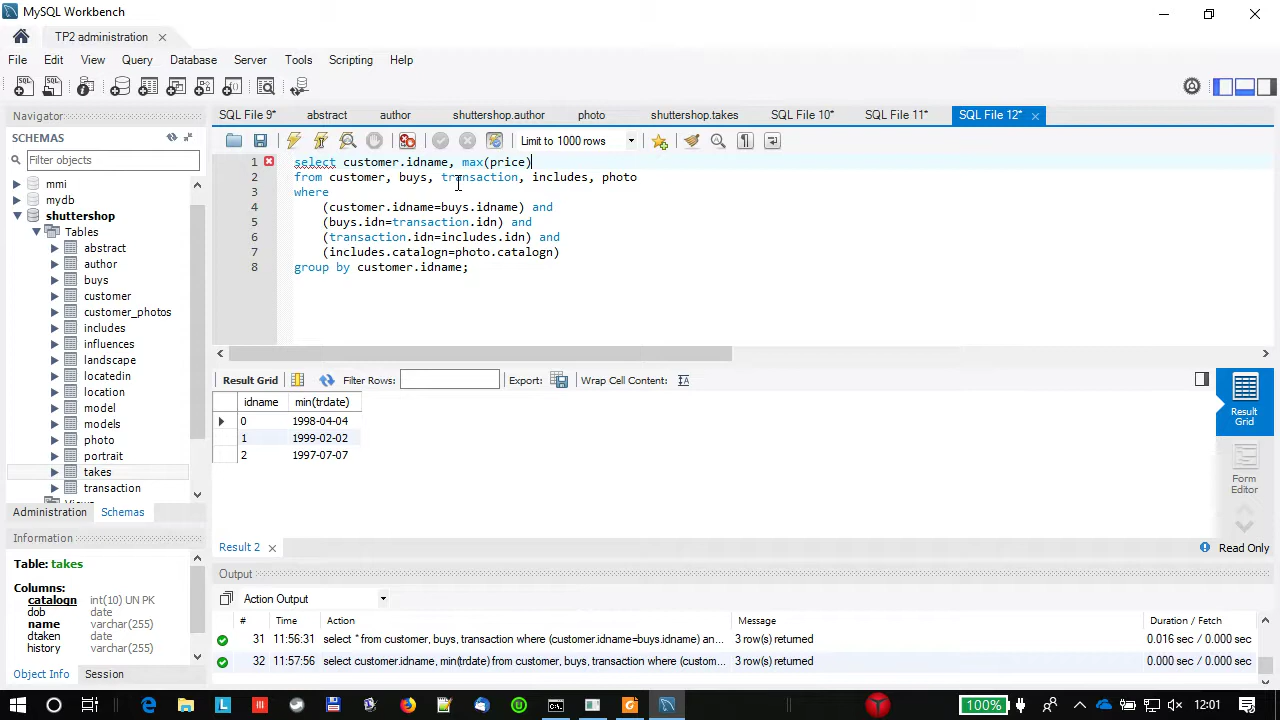 MySQL Workbench
TP2 administration
File Edit View Query Database Server Tools Scripting Help
Navigator
SCHEMAS
Filter objects
mmi
mydb
shuttershop
Tables
abstract
author
buys
customer
customer_photos
includes
influences
landscape
locatedin
location
model
models
photo
portrait
takes
transaction
Administration Schemas
Information
Table: takes
Columns:
catalogn int(10) UN PK
dob date
name varchar(255)
dtaken date
history varchar(255)
Object Info Session
SQL File 9* abstract author shuttershop.author photo shuttershop.takes SQL File 10* SQL File 11* SQL File 12*
Limit to 1000 rows
1 select customer.idname, max(price)
2 from customer, buys, transaction, includes, photo
3 where
4 (customer.idname=buys.idname) and
5 (buys.idn=transaction.idn) and
6 (transaction.idn=includes.idn) and
7 (includes.catalogn=photo.catalogn)
8 group by customer.idname;
Result Grid Filter Rows: Export: Wrap Cell Content:
idname min(trdate)
0 1998-04-04
1 1999-02-02
2 1997-07-07
Result Grid
Form Editor
Result 2 Read Only
Output
Action Output
# Time Action Message Duration / Fetch
31 11:56:31 select * from customer, buys, transaction where (customer.idname=buys.idname) an... 3 row(s) returned 0.016 sec / 0.000 sec
32 11:57:56 select customer.idname, min(trdate) from customer, buys, transaction where (custom... 3 row(s) returned 0.000 sec / 0.000 sec
100% 12:01